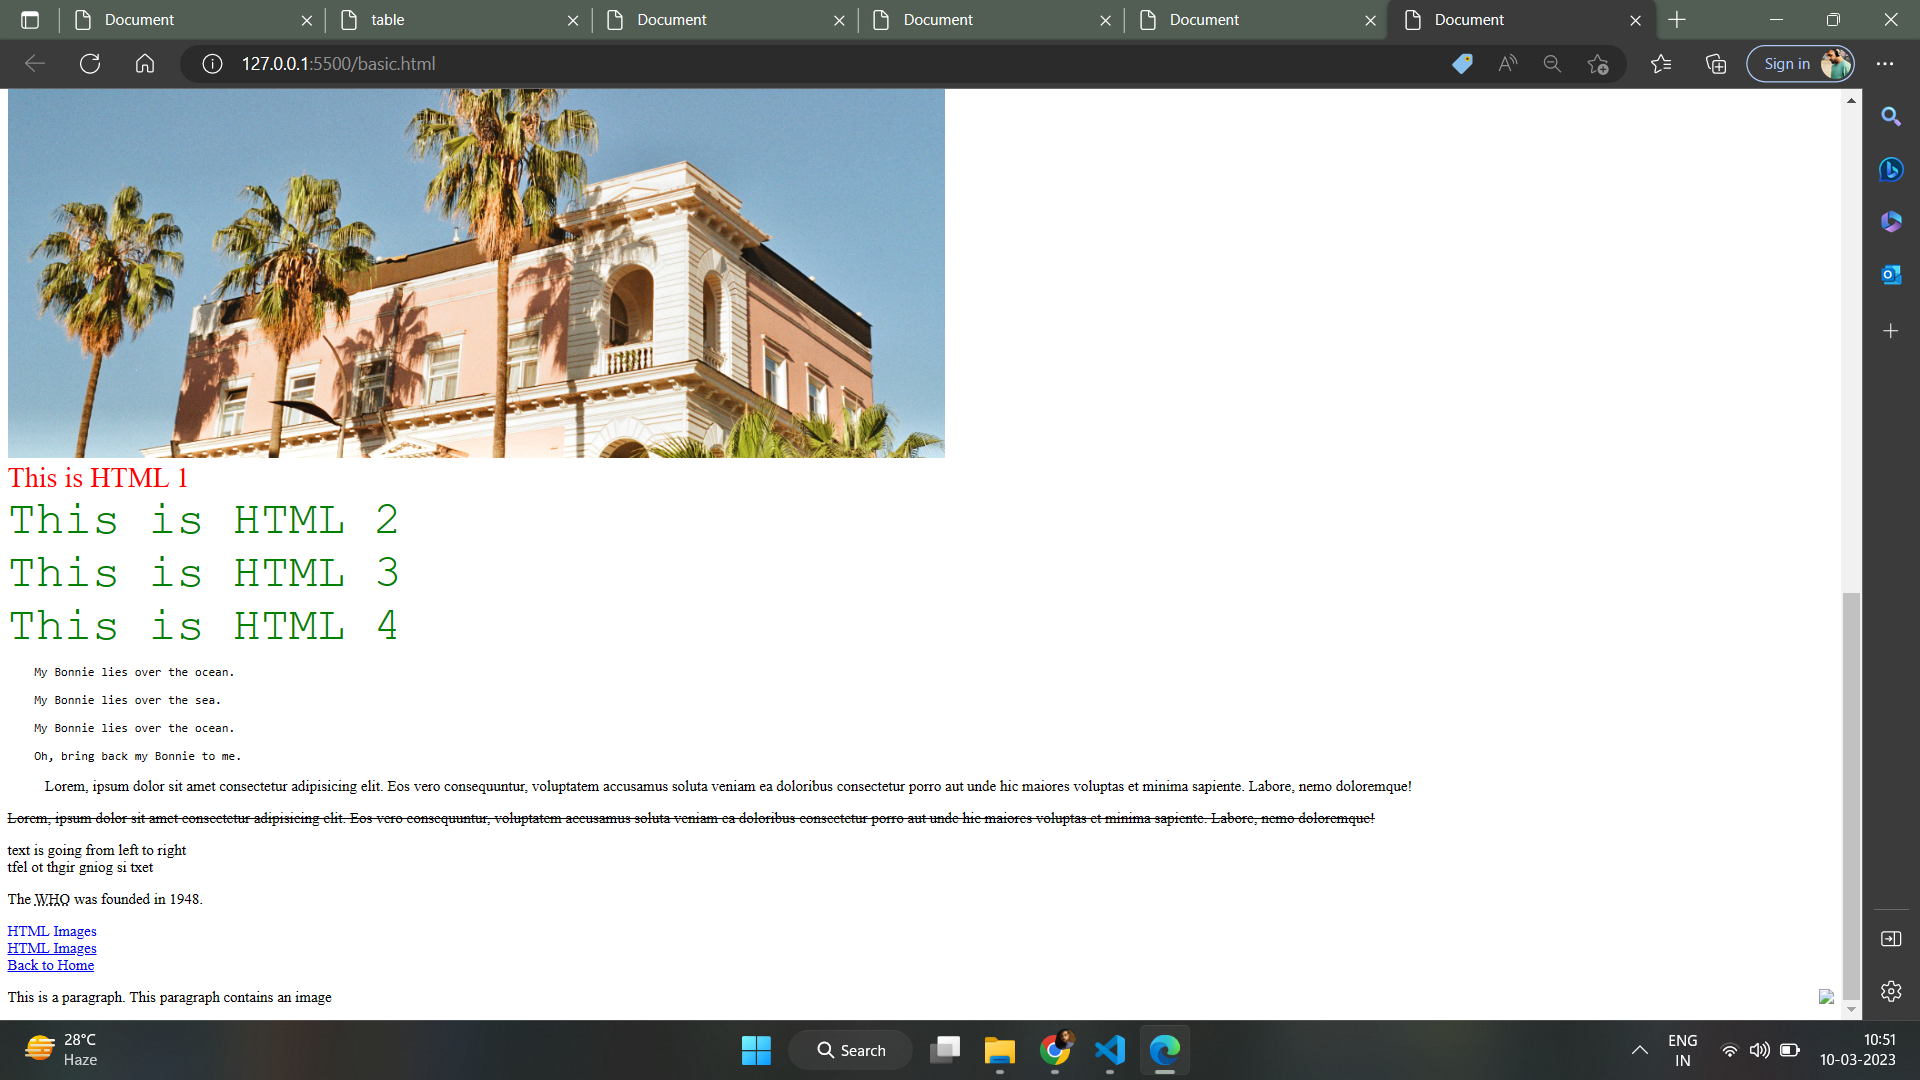 Document
table
Document
Document
Document
Document
127.0.0.1:5500/basic.html
Sign in
This is HTML 1
This is HTML 2
This is HTML 3
This is HTML 4
My Bonnie lies over the ocean.
My Bonnie lies over the sea.
My Bonnie lies over the ocean.
Oh, bring back my Bonnie to me.
Lorem, ipsum dolor sit amet consectetur adipisicing elit. Eos vero consequuntur, voluptatem accusamus soluta veniam ea doloribus consectetur porro aut unde hic maiores voluptas et minima sapiente. Labore, nemo doloremque!
Lorem, ipsum dolor sit amet consectetur adipisicing elit. Eos vero consequuntur, voluptatem accusamus soluta veniam ea doloribus consectetur porro aut unde hic maiores voluptas et minima sapiente. Labore, nemo doloremque!
text is going from left to right
tfel ot thgir gniog si txet
The WHO was founded in 1948.
HTML Images
HTML Images
Back to Home
This is a paragraph. This paragraph contains an image
28°C
Haze
Search
ENG
IN
10:51
10-03-2023